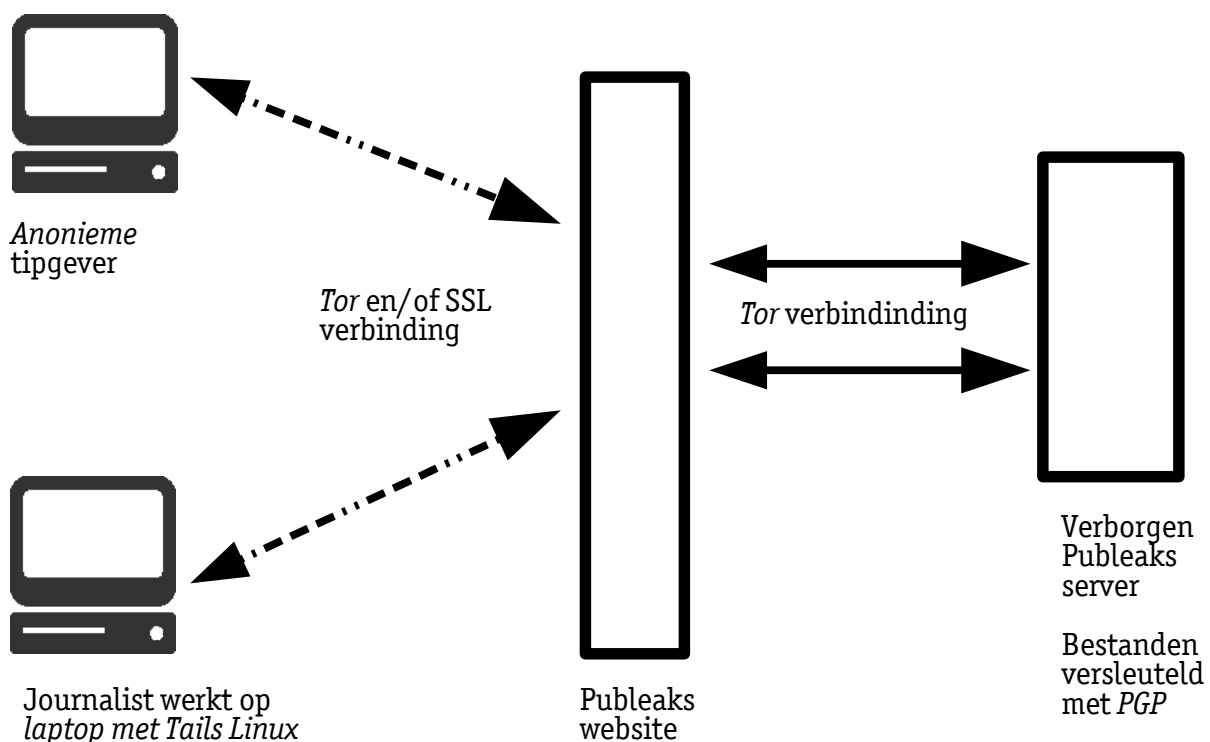 Anonieme
tipgever
Tor en/of SSL
verbinding
Tor verbindinding
Verborgen
Publeaks
server
Bestanden
versleuteld
met PGP
Journalist werkt op
laptop met Tails Linux
Publeaks
website